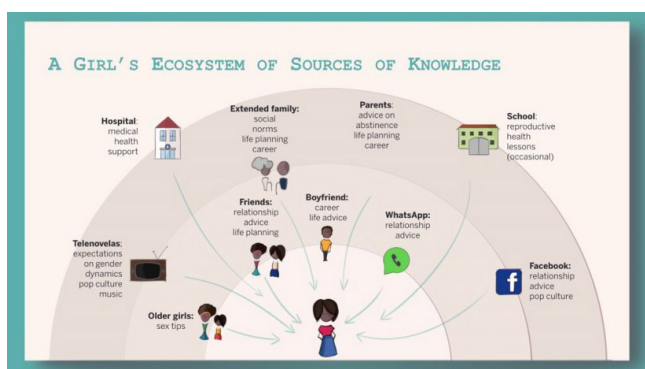 A Girl's Ecosystem of Sources of Knowledge
Hospital:
medical
health
support
Extended family:
social
norms
life planning
career
Parents:
advice on
abstinence
life planning
career
School:
reproductive
health
lessons
(occasional)
Friends:
relationship
advice
life planning
Boyfriend:
career
life advice
WhatsApp:
relationship
advice
Telenovelas:
expectations
on gender
dynamics
pop culture
music
Facebook:
relationship
advice
pop culture
Older girls:
sex tips